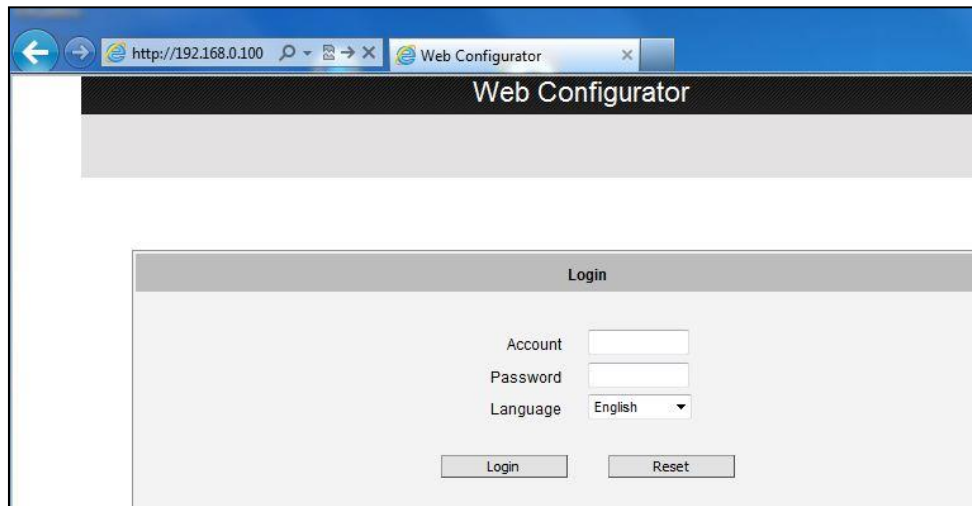 http://192.168.0.100
Web Configurator
Web Configurator
Login
Account
Password
Language English
Login Reset